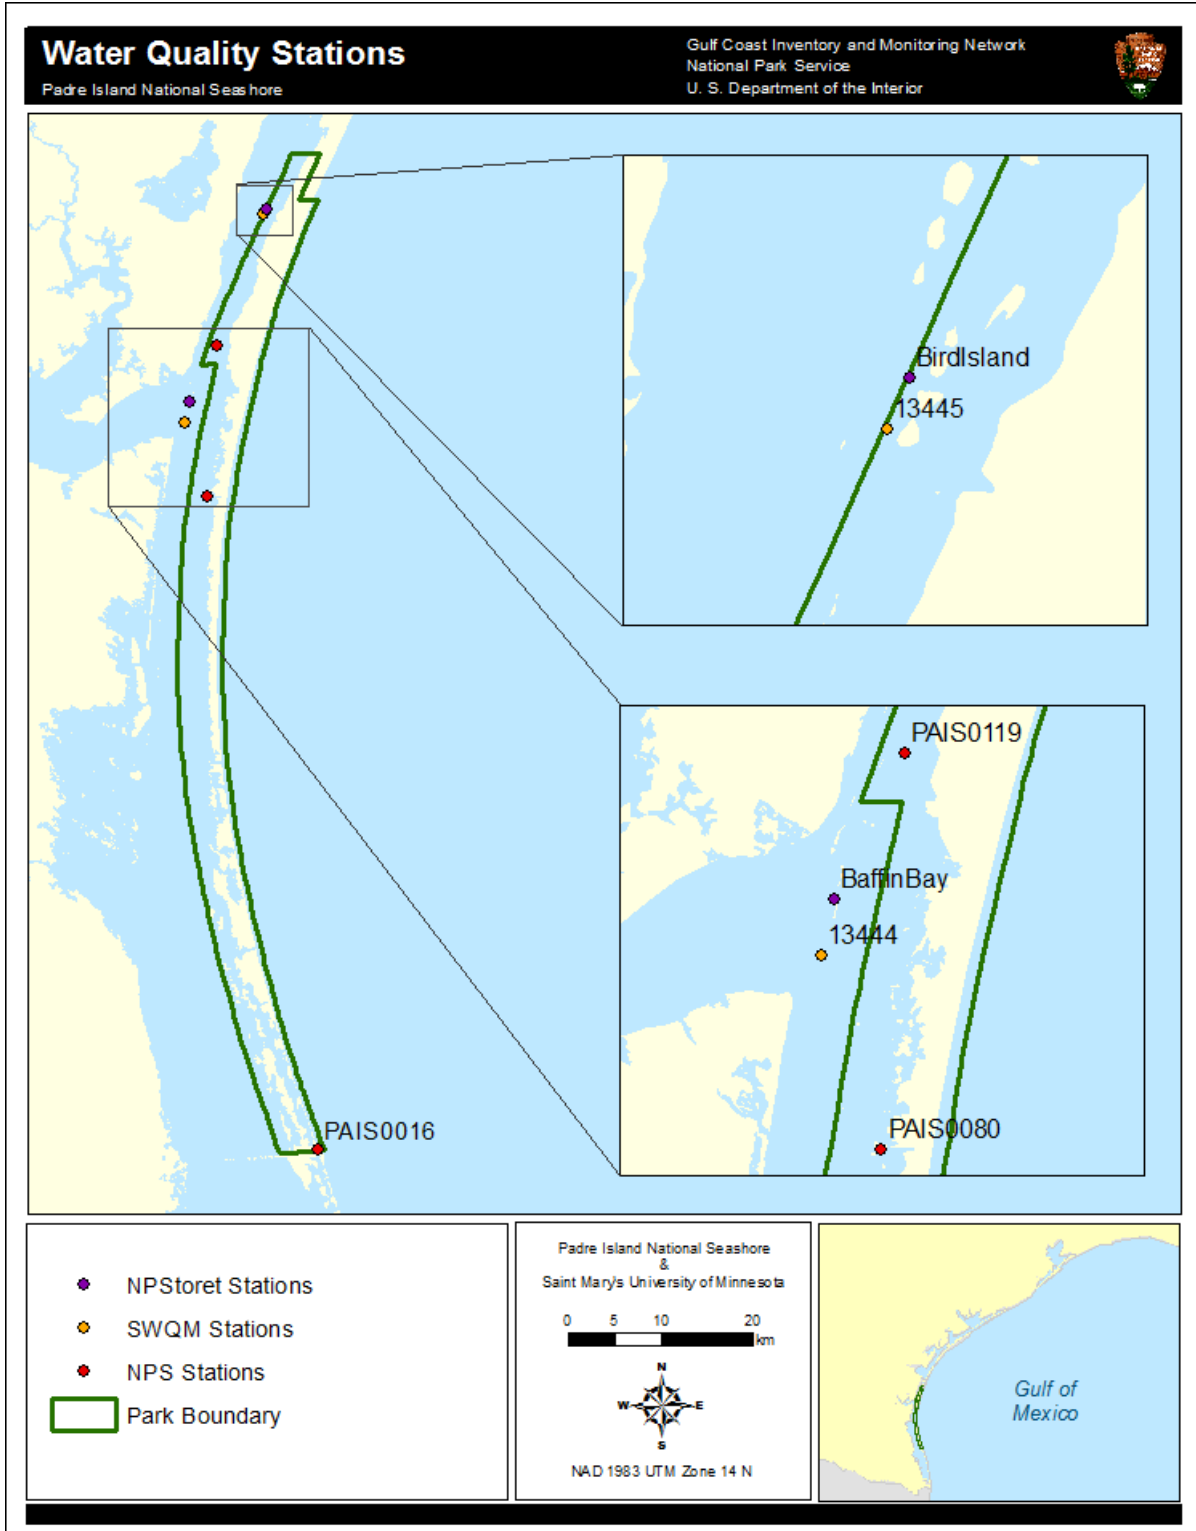 Water Quality Stations
Padre Island National Seashore
Gulf Coast Inventory and Monitoring Network
National Park Service
U. S. Department of the Interior
BirdIsland
13445
PAIS0119
BaffinBay
13444
PAIS0080
PAIS0016
NPStoret Stations
SWQM Stations
NPS Stations
Park Boundary
Padre Island National Seashore
&
Saint Mary's University of Minnesota
0 5 10 20
km
N
W E
S
NAD 1983 UTM Zone 14 N
Gulf of
Mexico